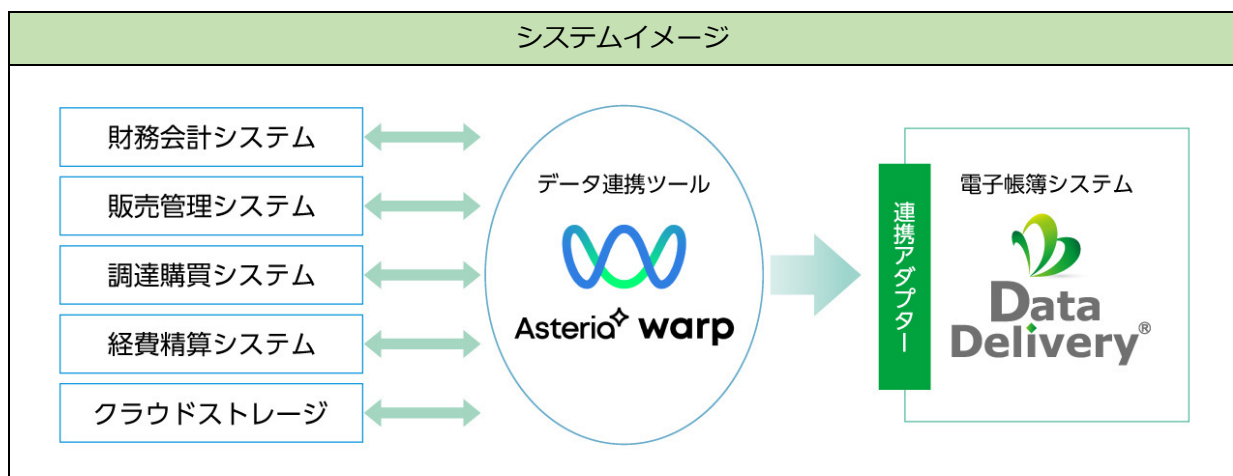 システムイメージ
財務会計システム
販売管理システム
調達購買システム
経費精算システム
クラウドストレージ
データ連携ツール
Asteria warp
連携アダプター
電子帳簿システム
Data
Delivery®